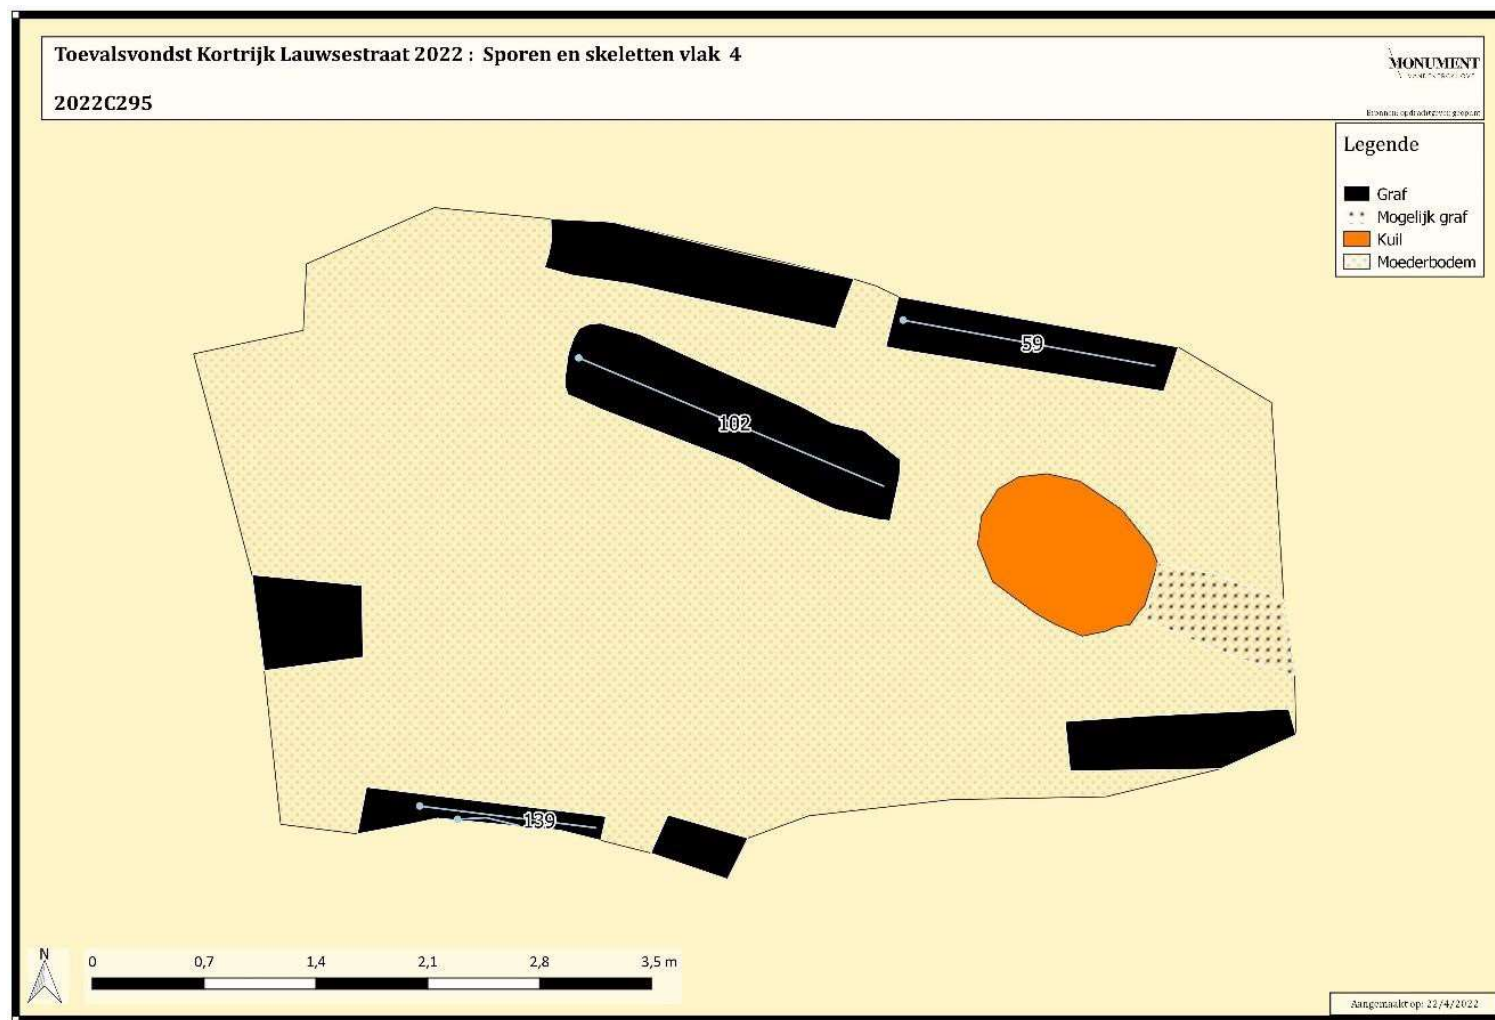 Toevalsvondst Kortrijk Lauwsestraat 2022 : Sporen en skeletten vlak 4
2022C295
MONUMENT
Legende
Graf
Mogelijk graf
Kuil
Moederbodem
59
102
139
N
0 0,7 1,4 2,1 2,8 3,5 m
Aangemaakt op: 22/4/2022